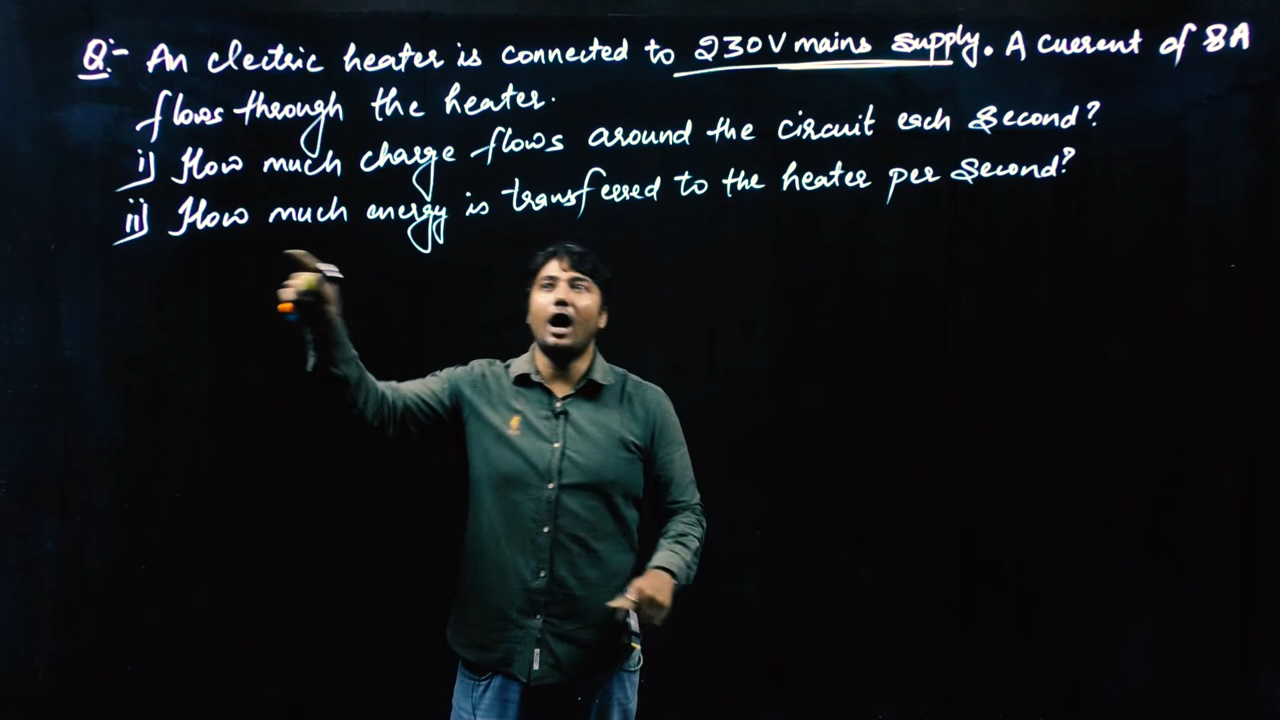 Q:- An electric heater is connected to 230V mains supply. A current of 8A
flows through the heater.
i) How much charge flows around the circuit each second?
ii) How much energy is transferred to the heater per second?